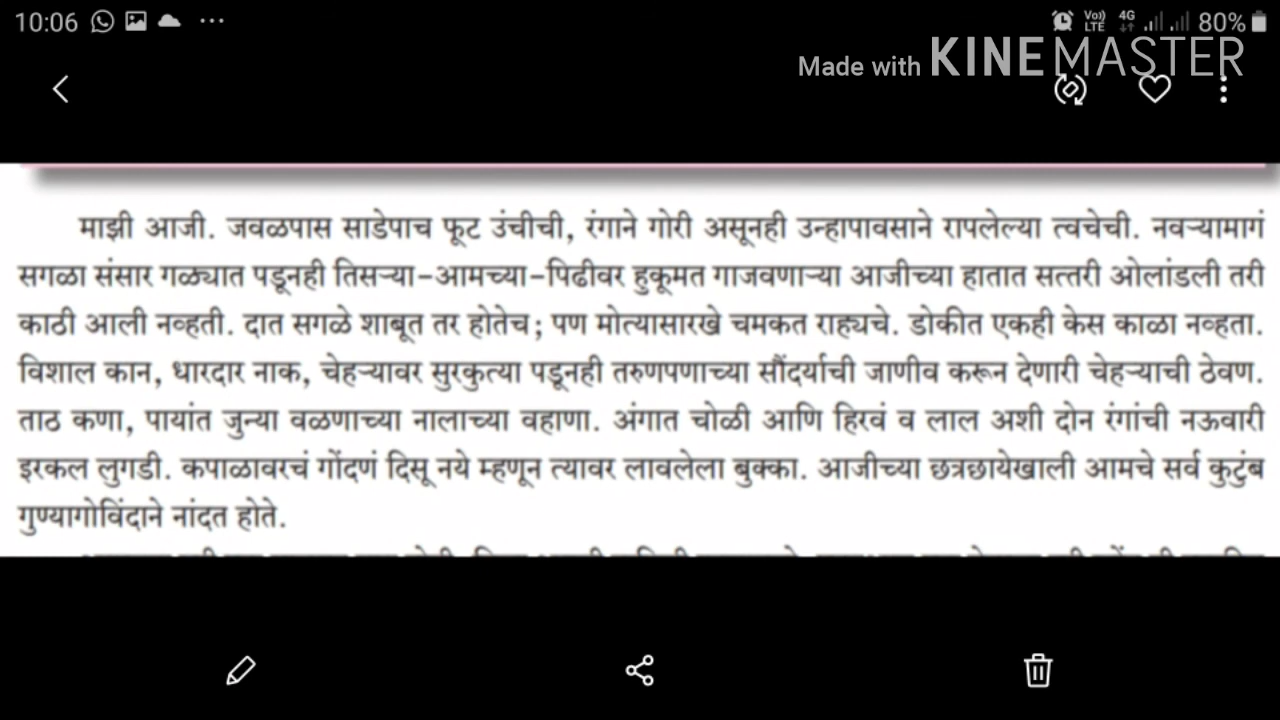 10:06 Vo)) LTE 4G 80%
Made with KINEMASTER
माझी आजी. जवळपास साडेपाच फूट उंचीची, रंगाने गोरी असूनही उन्हापावसाने रापलेल्या त्वचेची. नवऱ्यामागं
सगळा संसार गळ्यात पडूनही तिसऱ्या-आमच्या-पिढीवर हुकूमत गाजवणाऱ्या आजीच्या हातात सत्तरी ओलांडली तरी
काठी आली नव्हती. दात सगळे शाबूत तर होतेच; पण मोत्यासारखे चमकत राह्यचे. डोकीत एकही केस काळा नव्हता.
विशाल कान, धारदार नाक, चेहऱ्यावर सुरकुत्या पडूनही तरुणपणाच्या सौंदर्याची जाणीव करून देणारी चेहऱ्याची ठेवण.
ताठ कणा, पायांत जुन्या वळणाच्या नालाच्या वहाणा. अंगात चोळी आणि हिरवं व लाल अशी दोन रंगांची नऊवारी
इरकल लुगडी. कपाळावरचं गोंदणं दिसू नये म्हणून त्यावर लावलेला बुक्का. आजीच्या छत्रछायेखाली आमचे सर्व कुटुंब
गुण्यागोविंदाने नांदत होते.